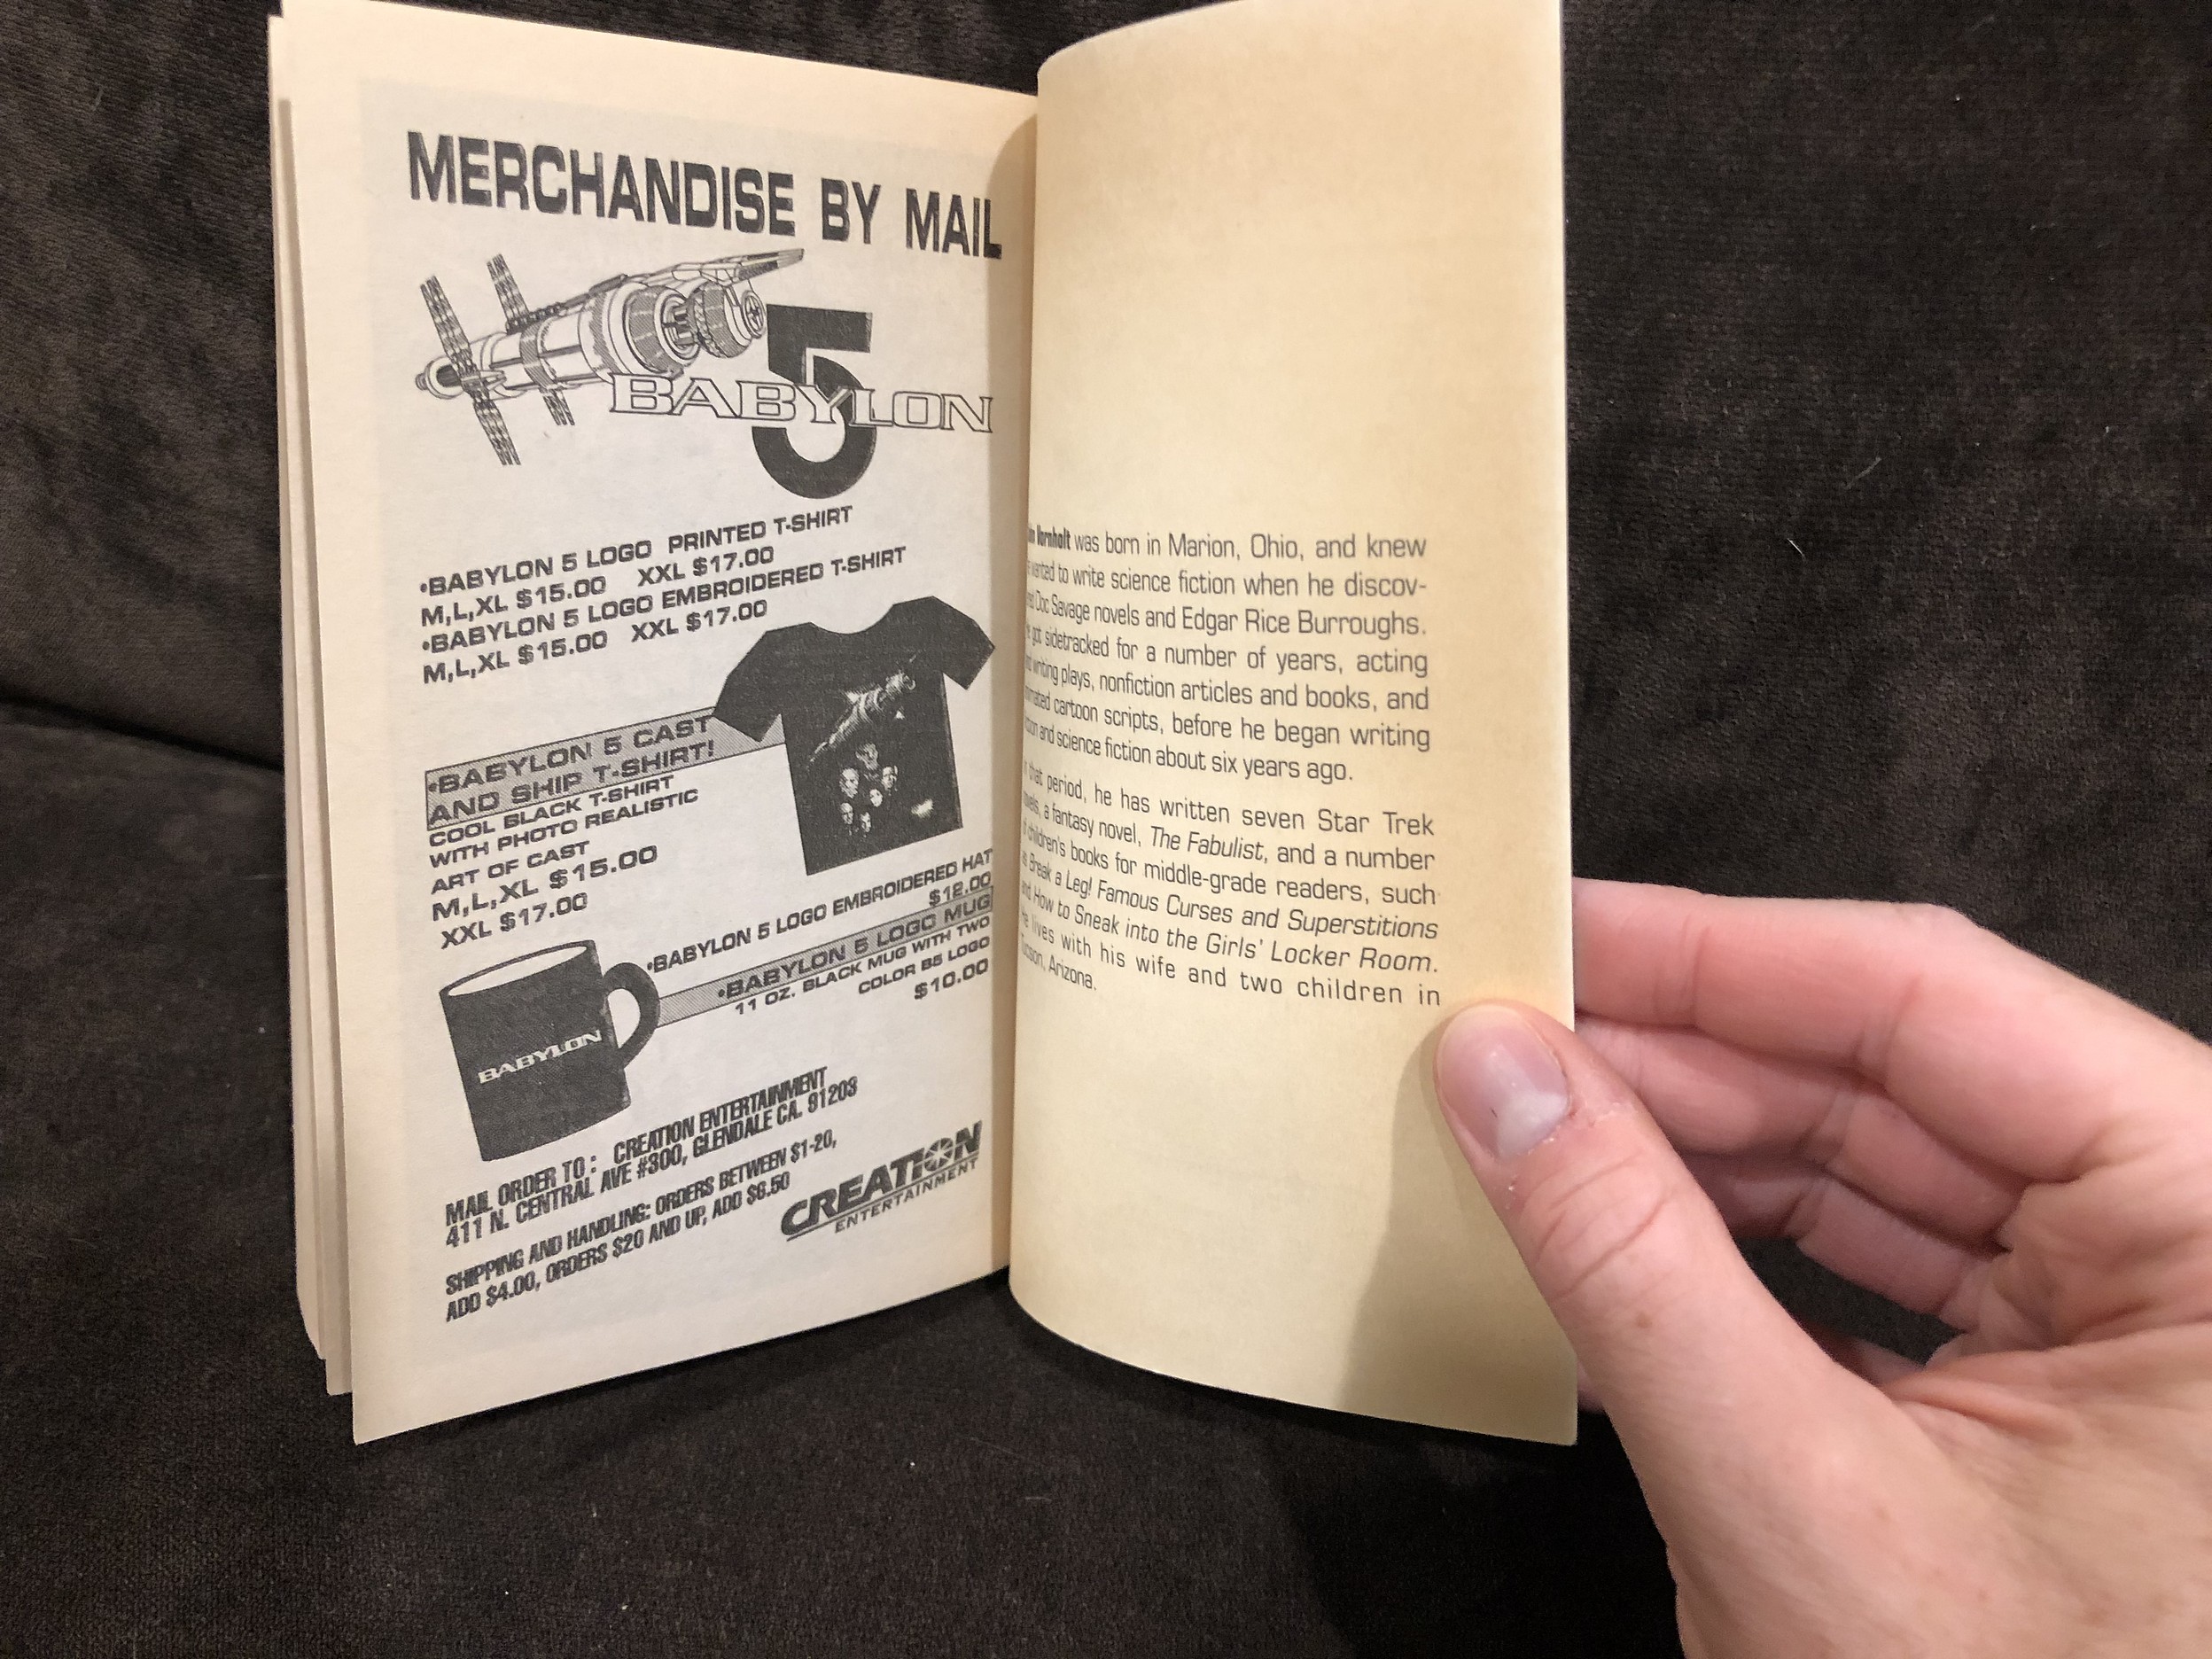 MERCHANDISE BY MAIL
5
BABYLON
•BABYLON 5 LOGO PRINTED T-SHIRT
M,L,XL $15.00 XXL $17.00
•BABYLON 5 LOGO EMBROIDERED T-SHIRT
M,L,XL $15.00 XXL $17.00
•BABYLON 5 CAST
AND SHIP T-SHIRT!
COOL BLACK T-SHIRT
WITH PHOTO REALISTIC
ART OF CAST
M,L,XL $15.00
XXL $17.00
•BABYLON 5 LOGO EMBROIDERED HAT
$12.00
•BABYLON 5 LOGO MUG
11 OZ. BLACK MUG WITH TWO
COLOR B5 LOGO
$10.00
BABYLON
MAIL ORDER TO: CREATION ENTERTAINMENT
411 N. CENTRAL AVE #300, GLENDALE CA. 91203
SHIPPING AND HANDLING: ORDERS BETWEEN $1-20,
ADD $4.00, ORDERS $20 AND UP, ADD $6.50
CREATION
ENTERTAINMENT
Vornholt was born in Marion, Ohio, and knew
wanted to write science fiction when he discov-
Doc Savage novels and Edgar Rice Burroughs.
got sidetracked for a number of years, acting
writing plays, nonfiction articles and books, and
cartoon scripts, before he began writing
and science fiction about six years ago.
that period, he has written seven Star Trek
a fantasy novel, The Fabulist, and a number
children's books for middle-grade readers, such
Break a Leg! Famous Curses and Superstitions
How to Sneak into the Girls' Locker Room.
lives with his wife and two children in
Arizona.